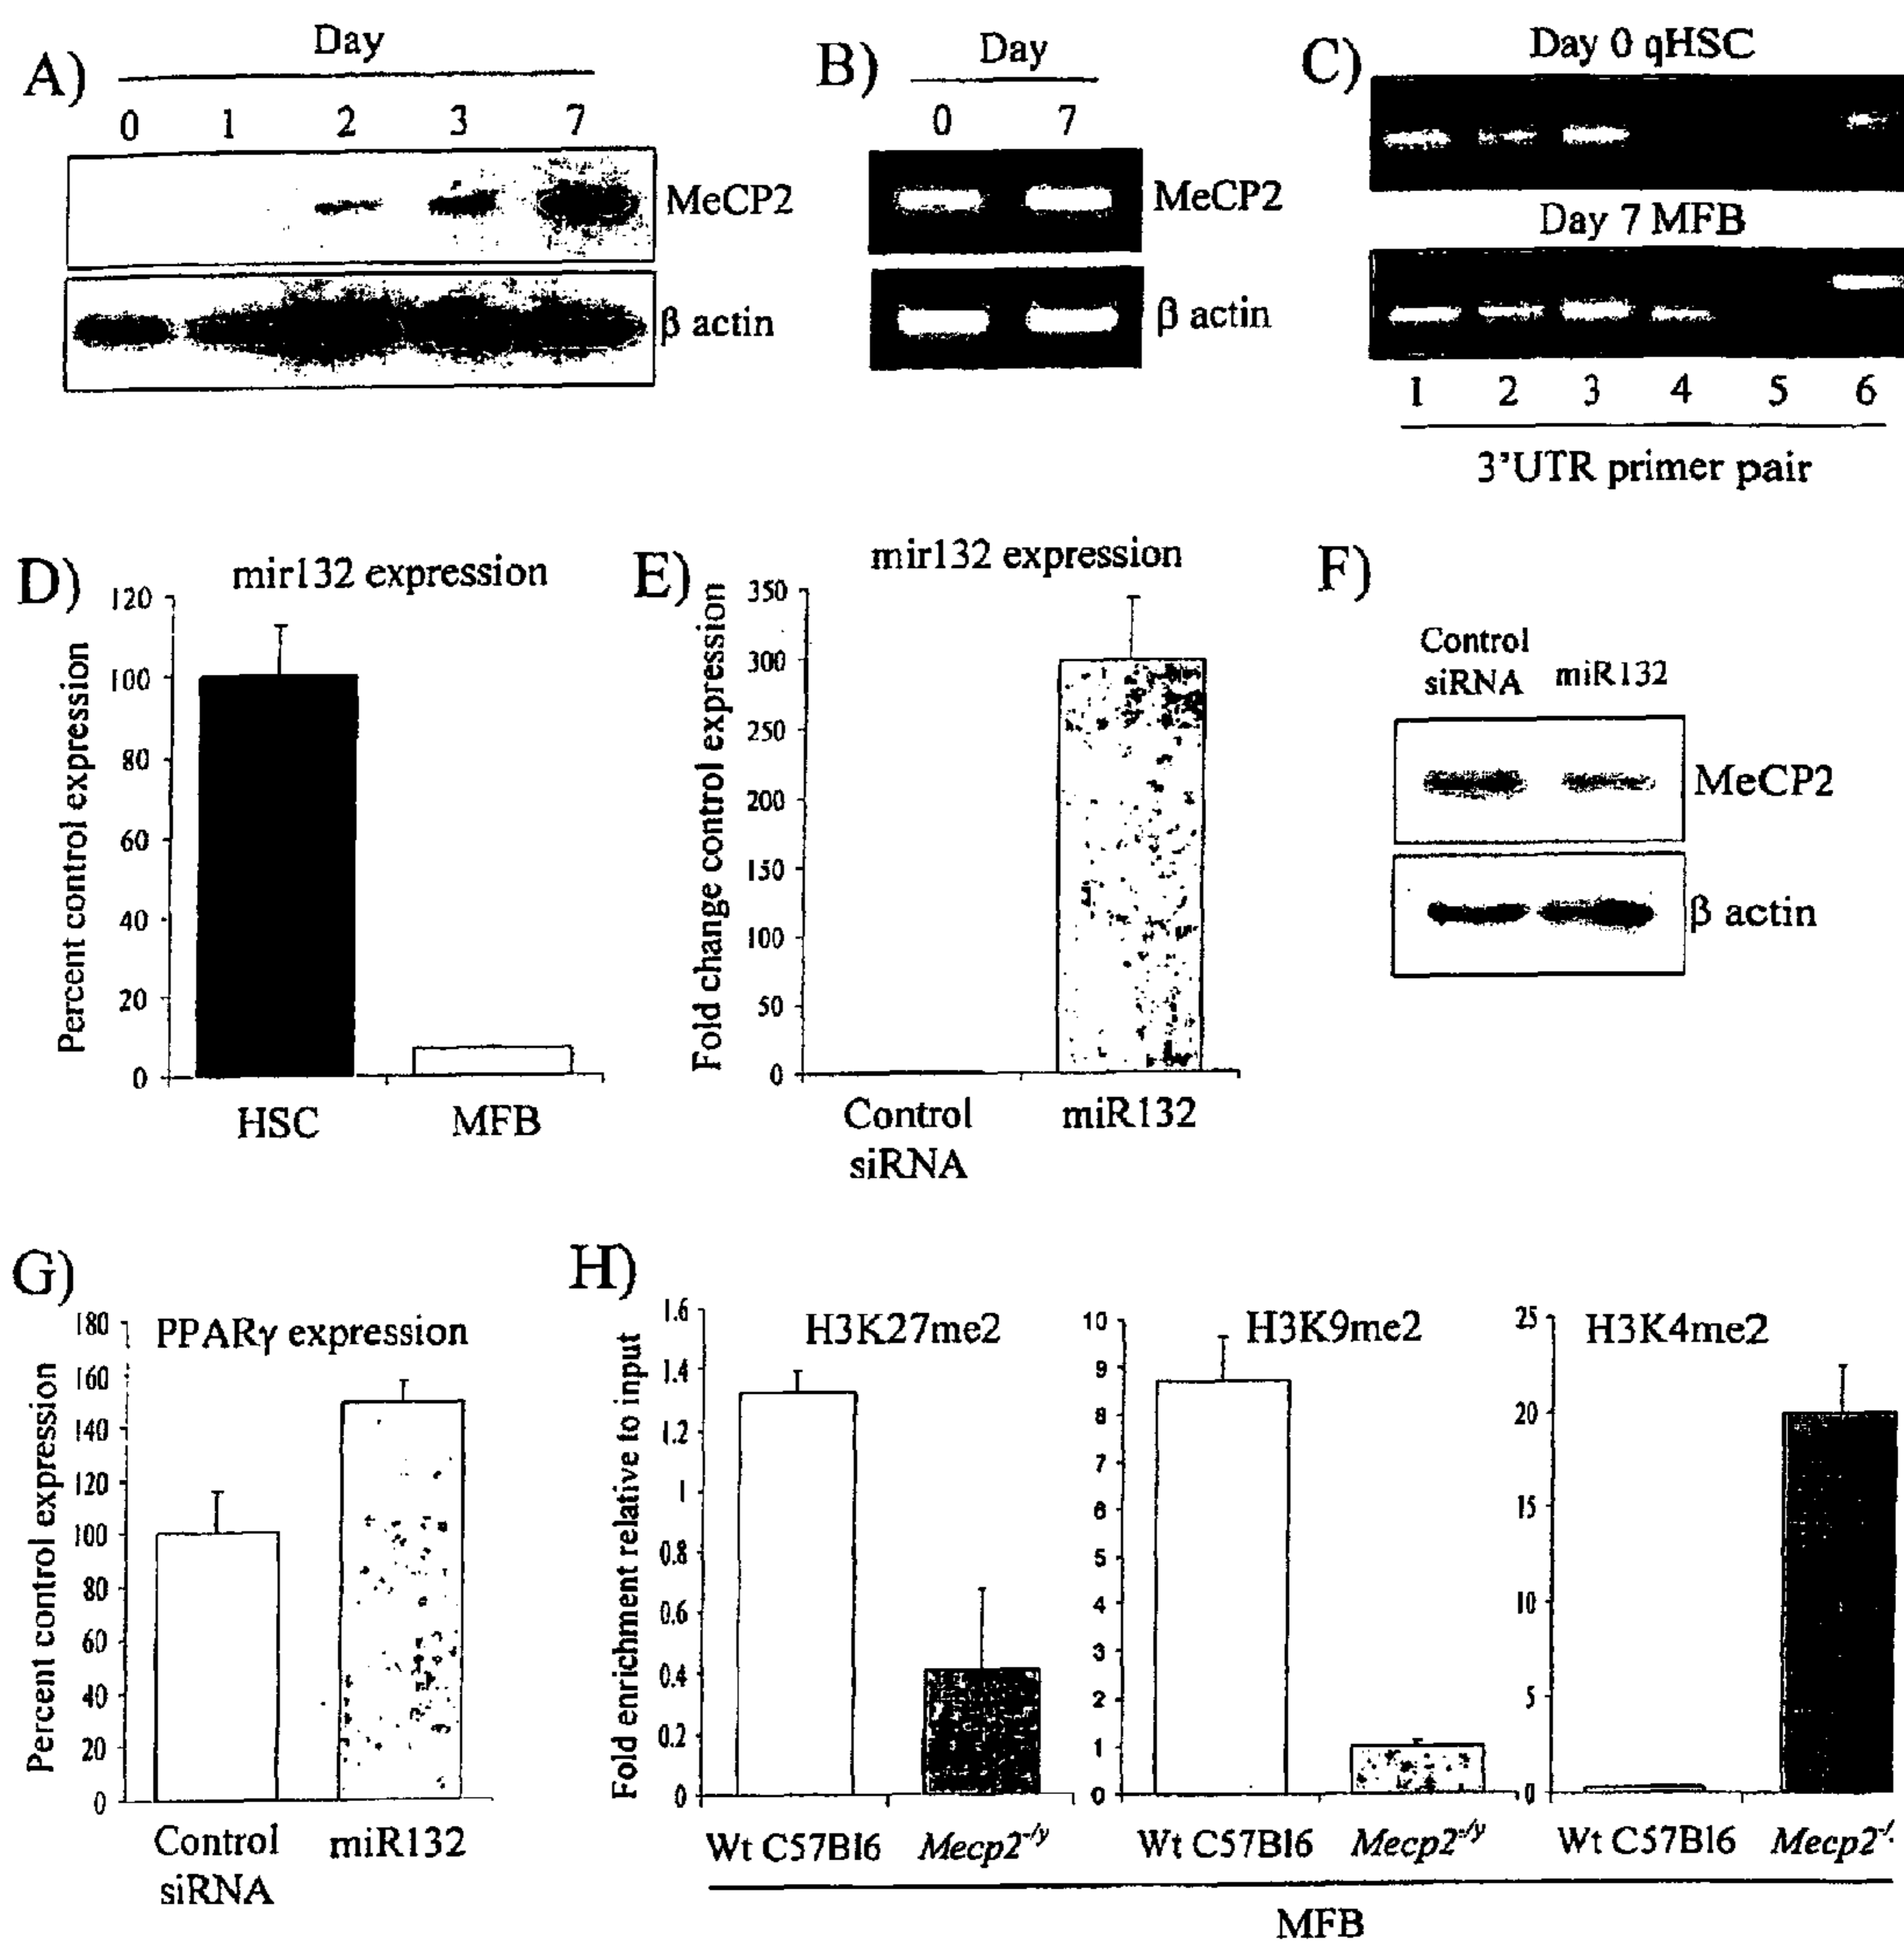 A)
Day
0 1 2 3 7
MeCP2
β actin
B)
Day
0 7
MeCP2
β actin
C)
Day 0 qHSC
Day 7 MFB
1 2 3 4 5 6
3'UTR primer pair
D)
mir132 expression
Percent control expression
120
100
80
60
40
20
0
HSC MFB
E)
mir132 expression
Fold change control expression
350
300
250
200
150
100
50
0
Control
siRNA
miR132
F)
Control
siRNA
miR132
MeCP2
β actin
G)
PPARγ expression
Percent control expression
180
160
140
120
100
80
60
40
20
0
Control
siRNA
miR132
H)
Fold enrichment relative to input
H3K27me2
1.6
1.4
1.2
1
0.8
0.6
0.4
0.2
0
Wt C57Bl6 Mecp2-/y
H3K9me2
10
9
8
7
6
5
4
3
2
1
0
Wt C57Bl6 Mecp2-/y
H3K4me2
25
20
15
10
5
0
Wt C57Bl6 Mecp2-/
MFB